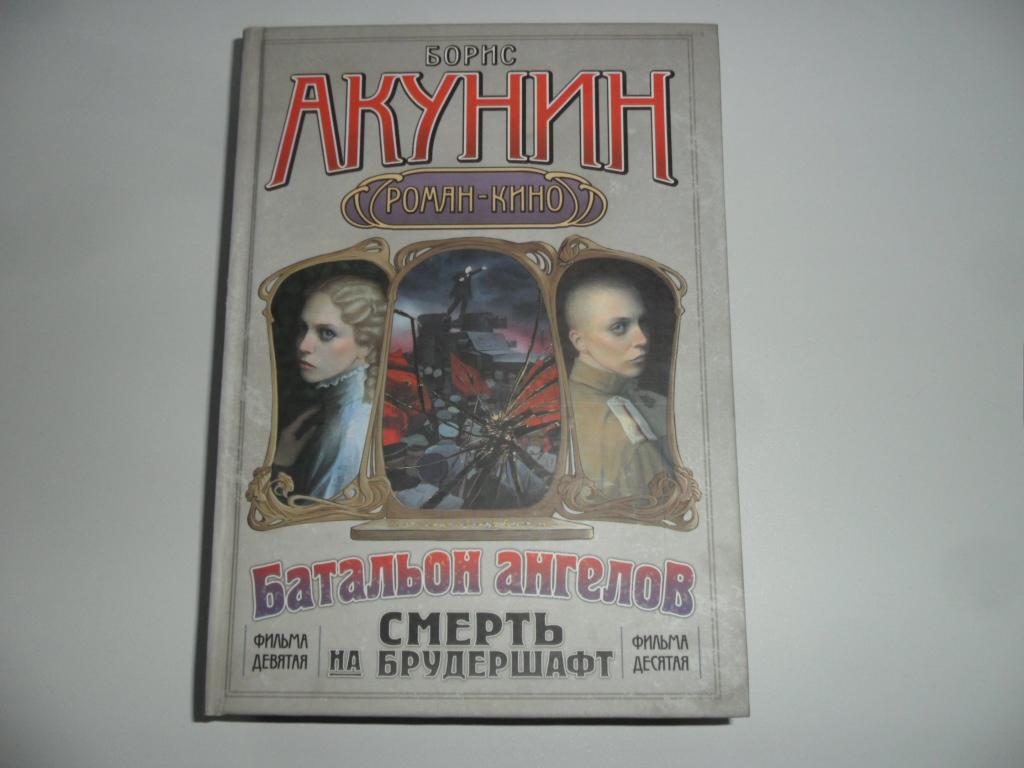 БОРИС
АКУНИН
РОМАН-КИНО
Батальон ангелов
ФИЛЬМА
ДЕВЯТАЯ
СМЕРТЬ
НА БРУДЕРШАФТ
ФИЛЬМА
ДЕСЯТАЯ